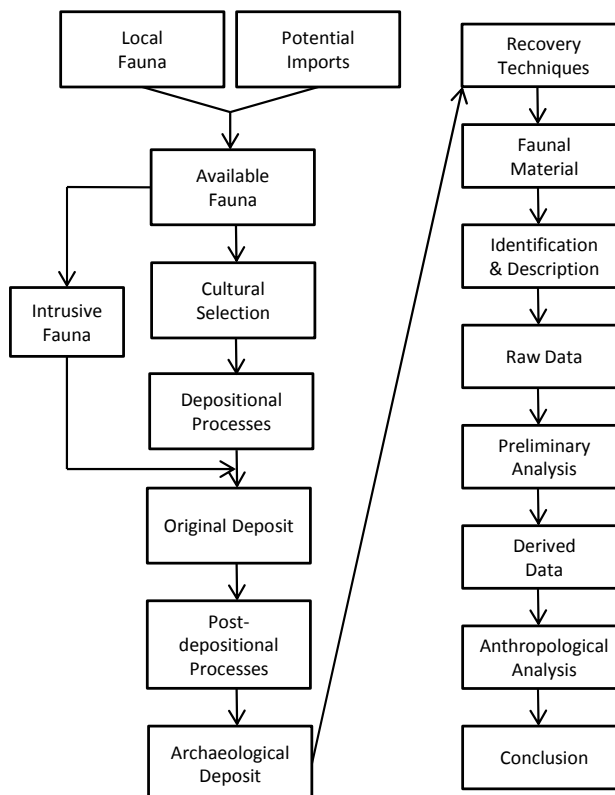 Local
Fauna
Potential
Imports
Available
Fauna
Intrusive
Fauna
Cultural
Selection
Depositional
Processes
Original Deposit
Post-
depositional
Processes
Archaeological
Deposit
Recovery
Techniques
Faunal
Material
Identification
& Description
Raw Data
Preliminary
Analysis
Derived
Data
Anthropological
Analysis
Conclusion